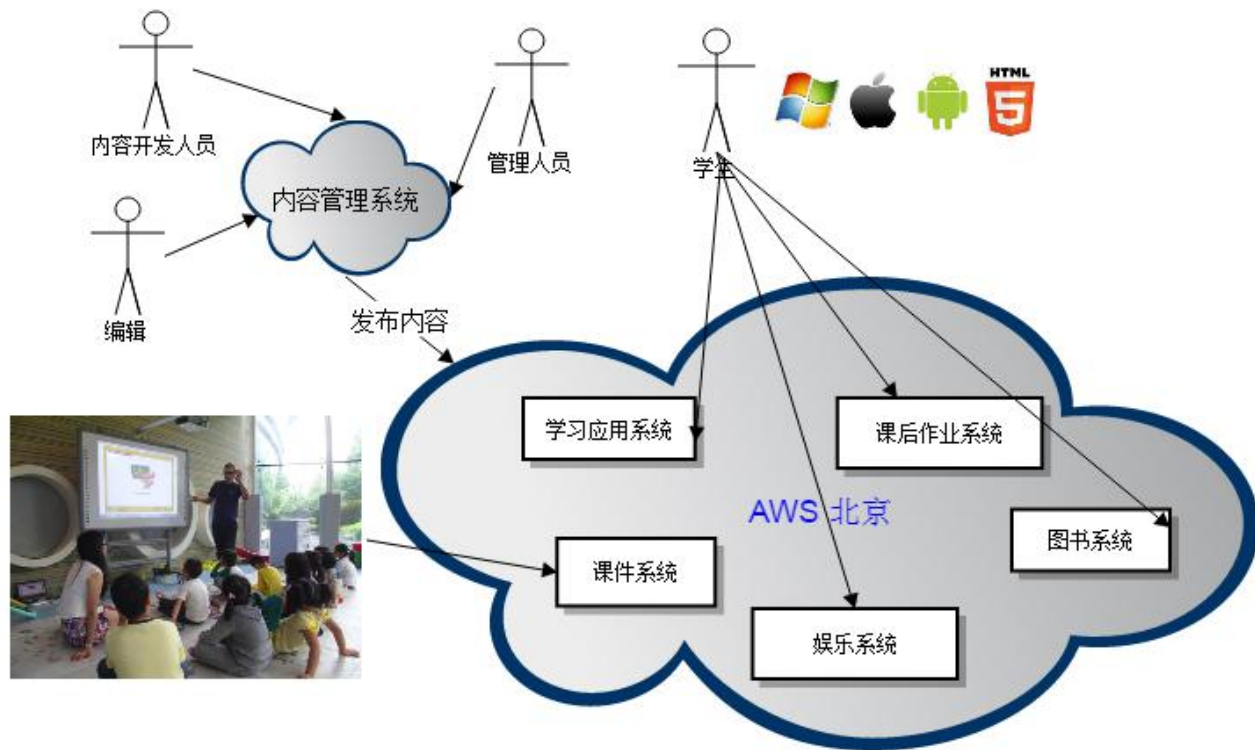 HTML
5
内容开发人员
管理人员
学生
内容管理系统
编辑
发布内容
学习应用系统
课后作业系统
AWS 北京
图书系统
课件系统
娱乐系统